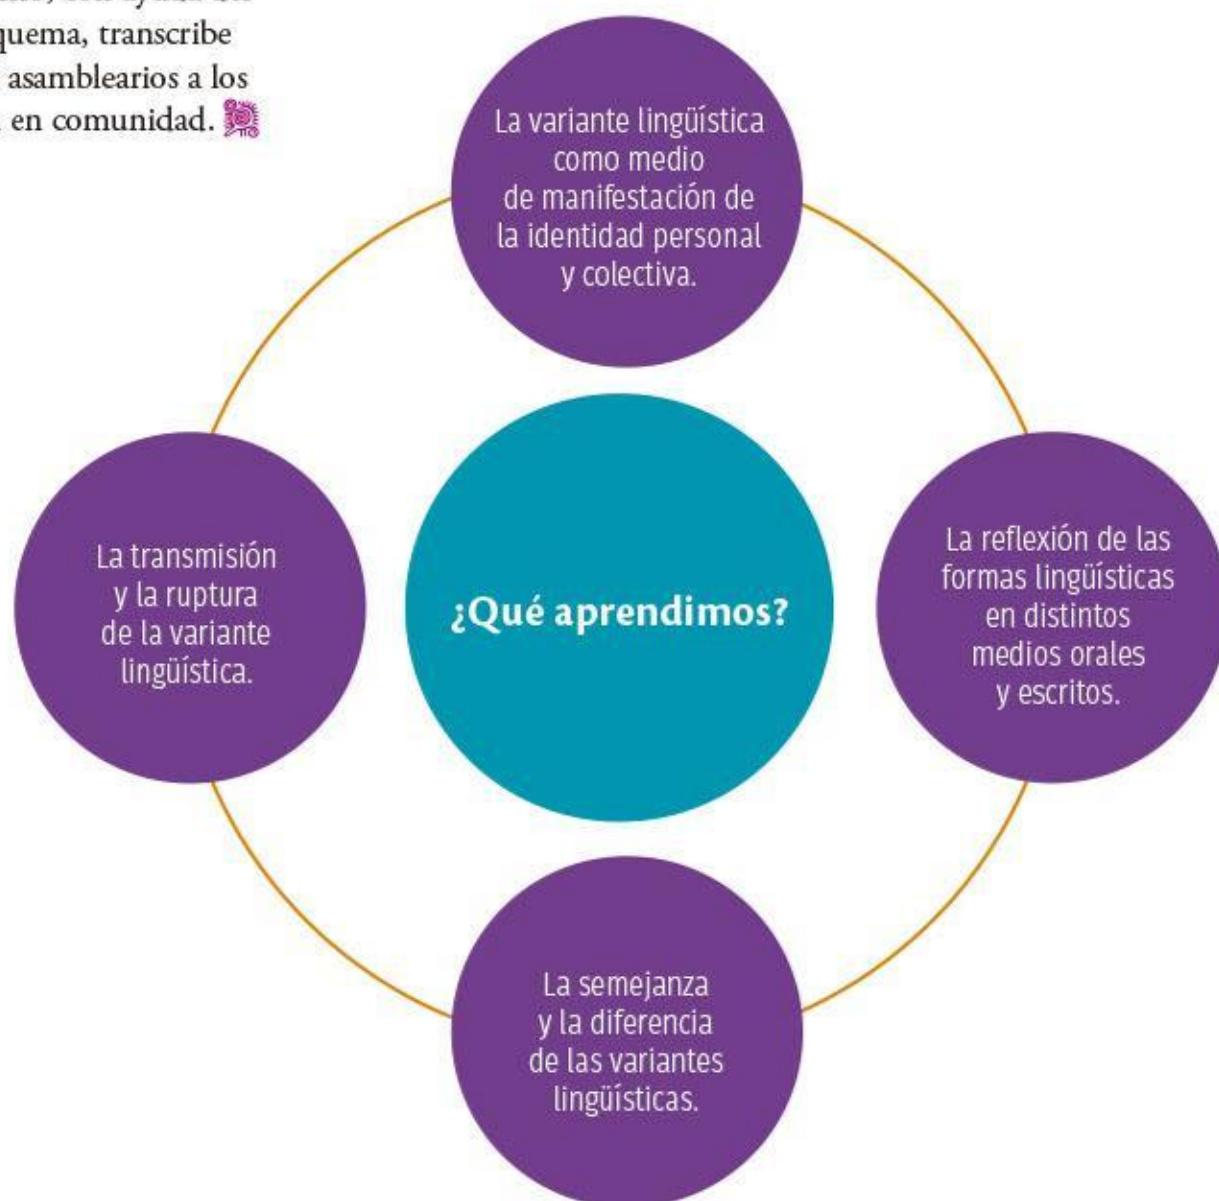 quema, transcribe
asamblearios a los
en comunidad.
La variante lingüística
como medio
de manifestación de
la identidad personal
y colectiva.
La transmisión
y la ruptura
de la variante
lingüística.
¿Qué aprendimos?
La reflexión de las
formas lingüísticas
en distintos
medios orales
y escritos.
La semejanza
y la diferencia
de las variantes
lingüísticas.